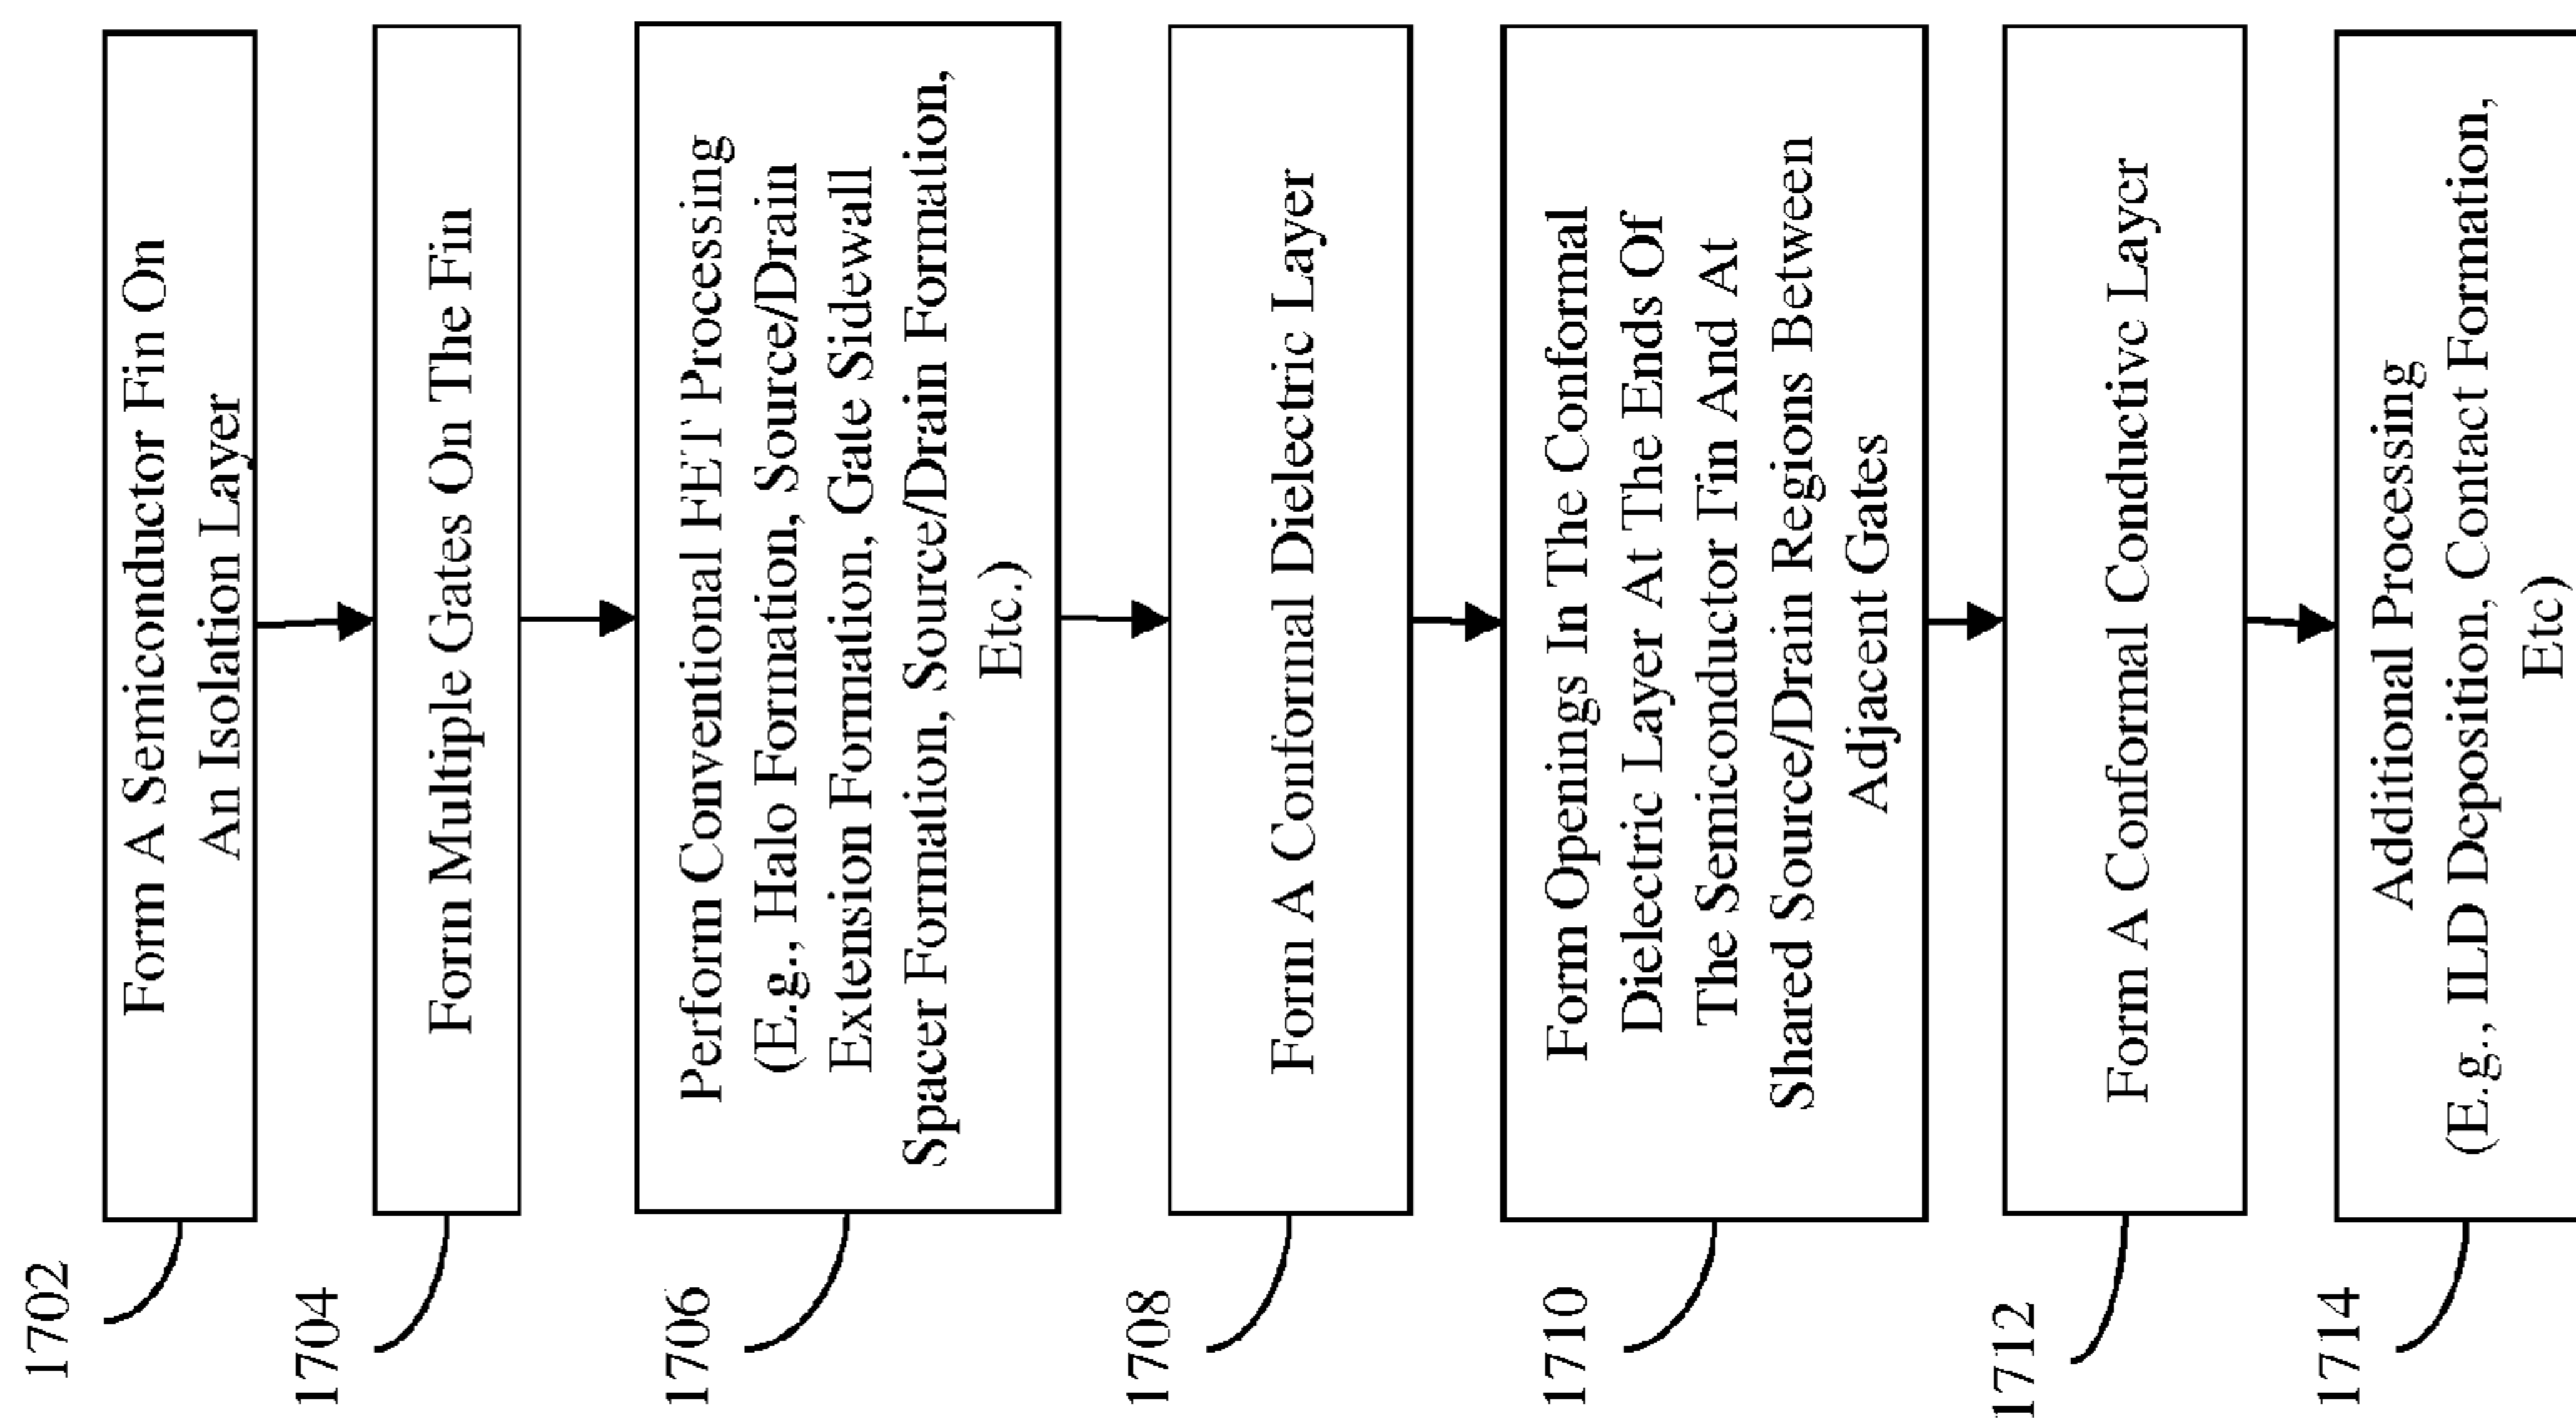 1702
Form A Semiconductor Fin On
An Isolation Layer
1704
Form Multiple Gates On The Fin
1706
Perform Conventional FET Processing
(E.g., Halo Formation, Source/Drain
Extension Formation, Gate Sidewall
Spacer Formation, Source/Drain Formation,
Etc.)
1708
Form A Conformal Dielectric Layer
1710
Form Openings In The Conformal
Dielectric Layer At The Ends Of
The Semiconductor Fin And At
Shared Source/Drain Regions Between
Adjacent Gates
1712
Form A Conformal Conductive Layer
1714
Additional Processing
(E.g., ILD Deposition, Contact Formation,
Etc)